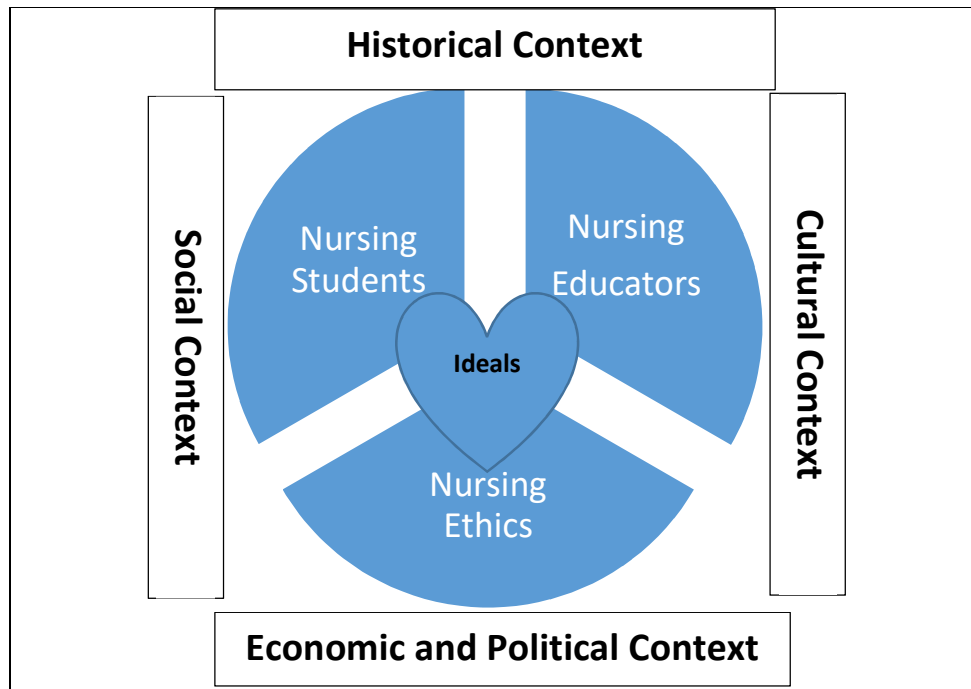 Historical Context
Social Context
Nursing
Students
Nursing
Educators
Cultural Context
Ideals
Nursing
Ethics
Economic and Political Context